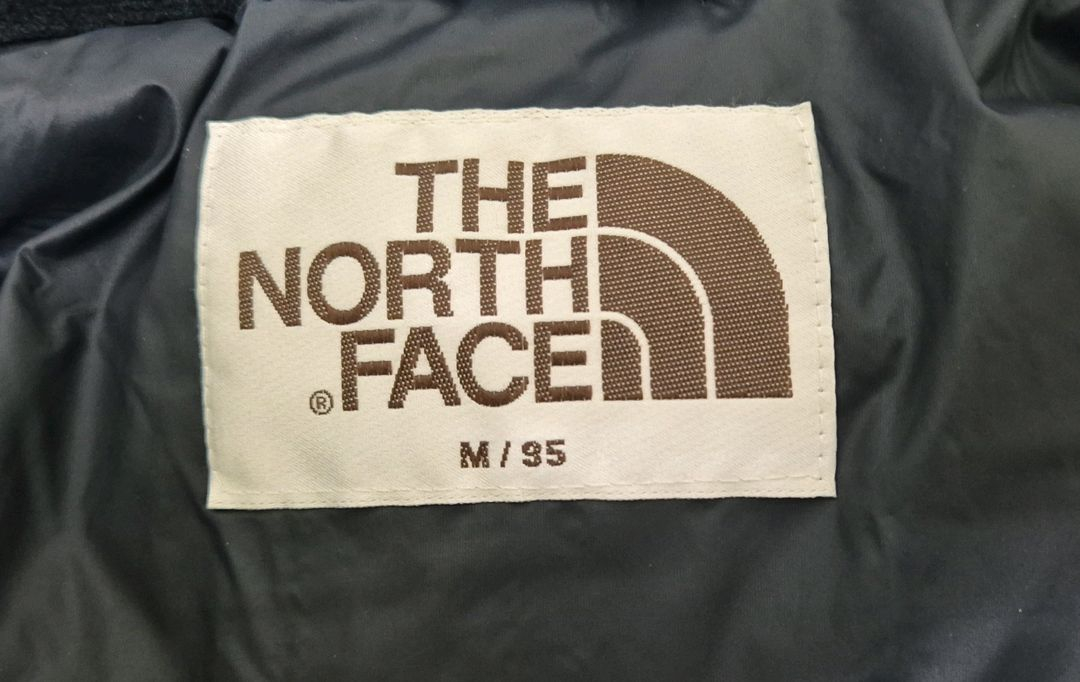 THE
NORTH
® FACE
M / 95